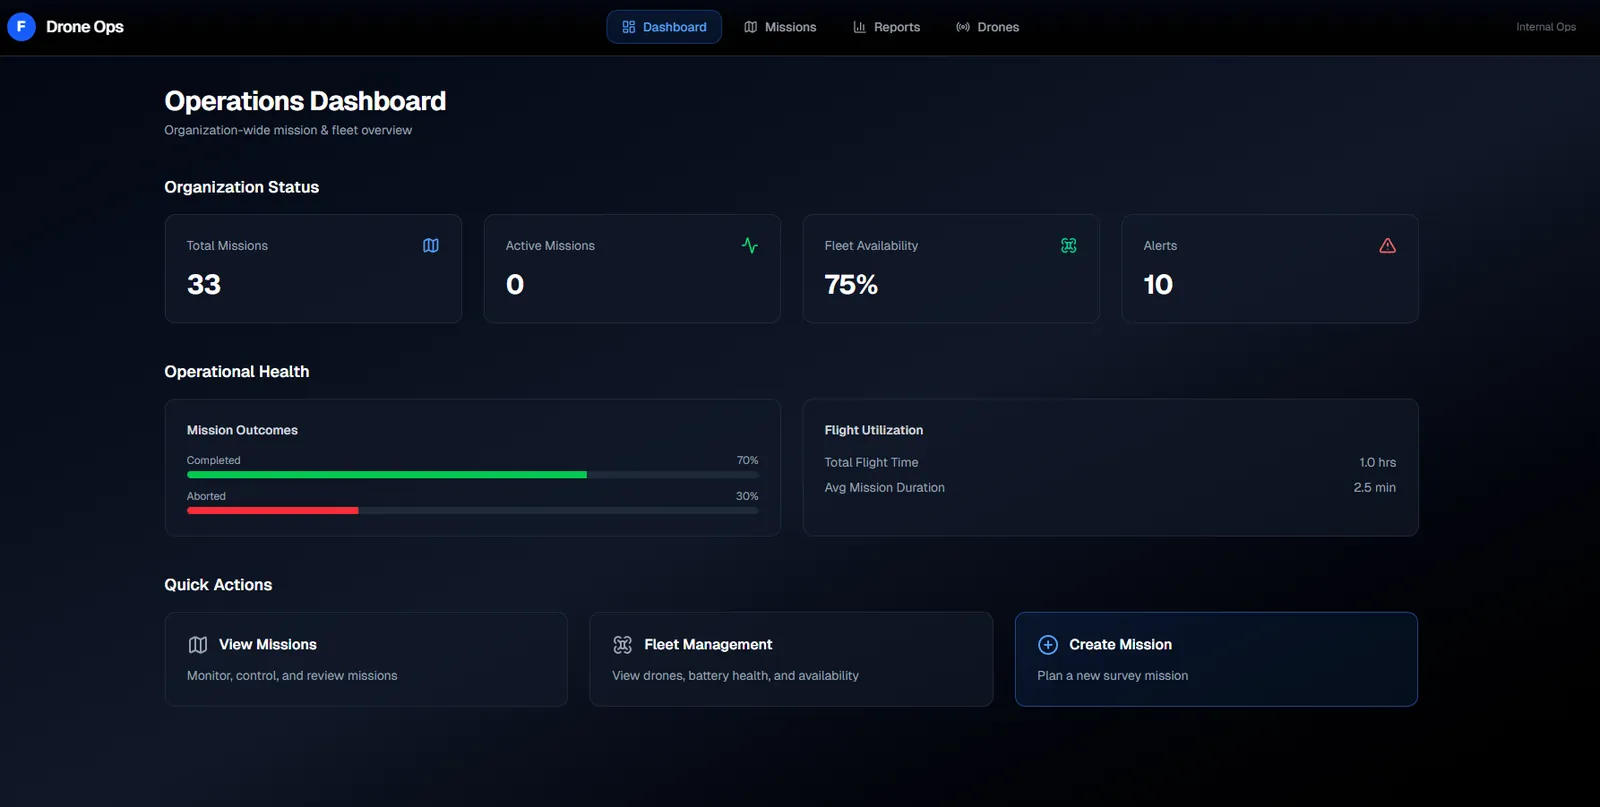 F Drone Ops
Dashboard Missions Reports Drones
Internal Ops
Operations Dashboard
Organization-wide mission & fleet overview
Organization Status
Total Missions
33
Active Missions
0
Fleet Availability
75%
Alerts
10
Operational Health
Mission Outcomes
Completed 70%
Aborted 30%
Flight Utilization
Total Flight Time 1.0 hrs
Avg Mission Duration 2.5 min
Quick Actions
View Missions
Monitor, control, and review missions
Fleet Management
View drones, battery health, and availability
Create Mission
Plan a new survey mission